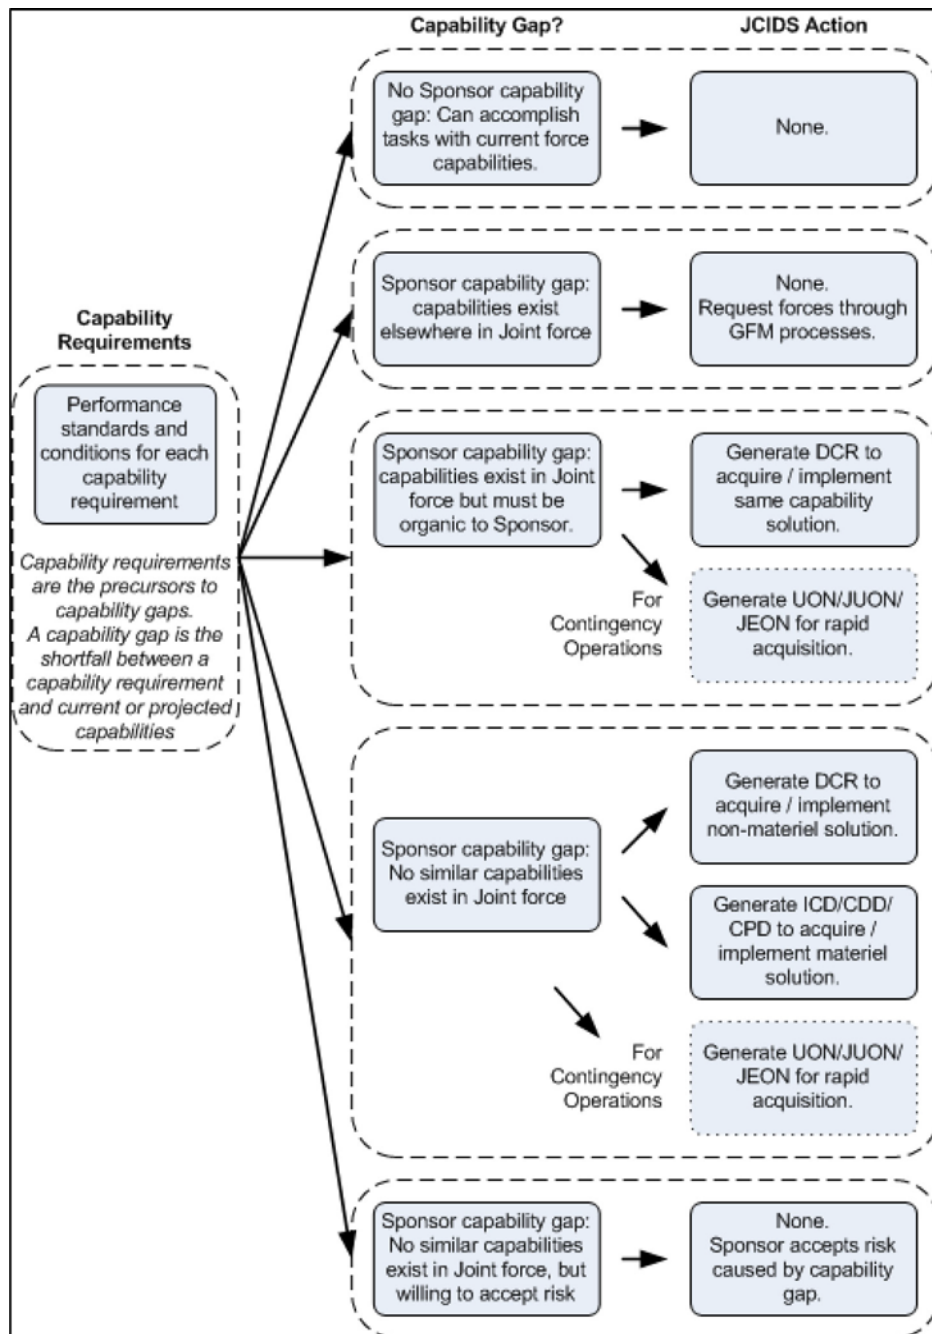 Capability Gap?
JCIDS Action
No Sponsor capability
gap: Can accomplish
tasks with current force
capabilities.
None.
Sponsor capability gap:
capabilities exist
elsewhere in Joint force
None.
Request forces through
GFM processes.
Capability
Requirements
Performance
standards and
conditions for each
capability
requirement
Capability requirements
are the precursors to
capability gaps.
A capability gap is the
shortfall between a
capability requirement
and current or projected
capabilities
Sponsor capability gap:
capabilities exist in Joint
force but must be
organic to Sponsor.
Generate DCR to
acquire / implement
same capability
solution.
For
Contingency
Operations
Generate UON/JUON/
JEON for rapid
acquisition.
Sponsor capability gap:
No similar capabilities
exist in Joint force
Generate DCR to
acquire / implement
non-materiel solution.
Generate ICD/CDD/
CPD to acquire /
implement materiel
solution.
For
Contingency
Operations
Generate UON/JUON/
JEON for rapid
acquisition.
Sponsor capability gap:
No similar capabilities
exist in Joint force, but
willing to accept risk
None.
Sponsor accepts risk
caused by capability
gap.